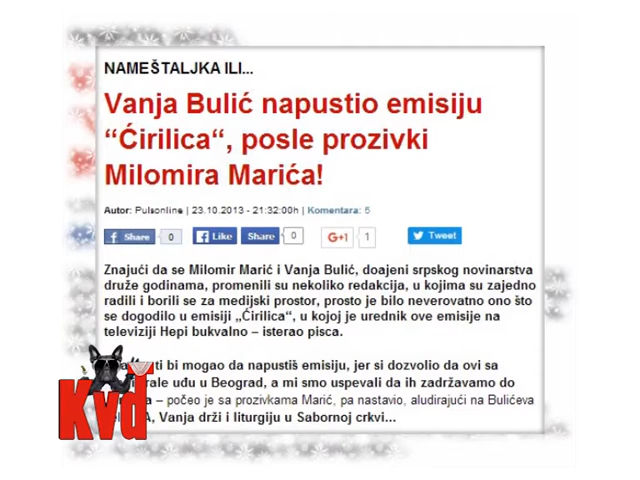 NAMEŠTALJKA ILI...
Vanja Bulić napustio emisiju
“Ćirilica“, posle prozivki
Milomira Marića!
Autor: Pulsonline | 23.10.2013 - 21:32:00h | Komentara: 5
Share 0 Like Share 0 G+1 1 Tweet
Znajući da se Milomir Marić i Vanja Bulić, doajeni srpskog novinarstva
druže godinama, promenili su nekoliko redakcija, u kojima su zajedno
radili i borili se za medijski prostor, prosto je bilo neverovatno ono što
se dogodilo u emisiji „Ćirilica“, u kojoj je urednik ove emisije na
televiziji Hepi bukvalno – isterao pisca.
ti bi mogao da napustiš emisiju, jer si dozvolio da ovi sa
uđu u Beograd, a mi smo uspevali da ih zadržavamo do
– počeo je sa prozivkama Marić, pa nastavio, aludirajući na Bulićeva
Vanja drži i liturgiju u Sabornoj crkvi...
Kvd